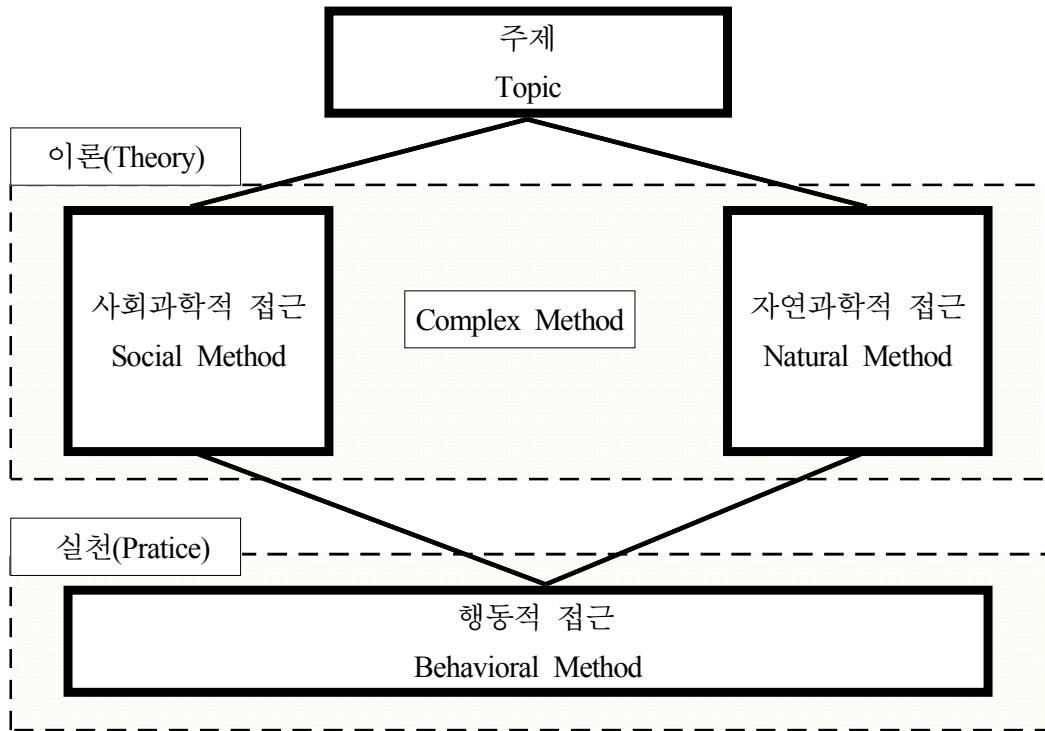 주제
Topic
이론(Theory)
사회과학적 접근
Social Method
Complex Method
자연과학적 접근
Natural Method
실천(Pratice)
행동적 접근
Behavioral Method